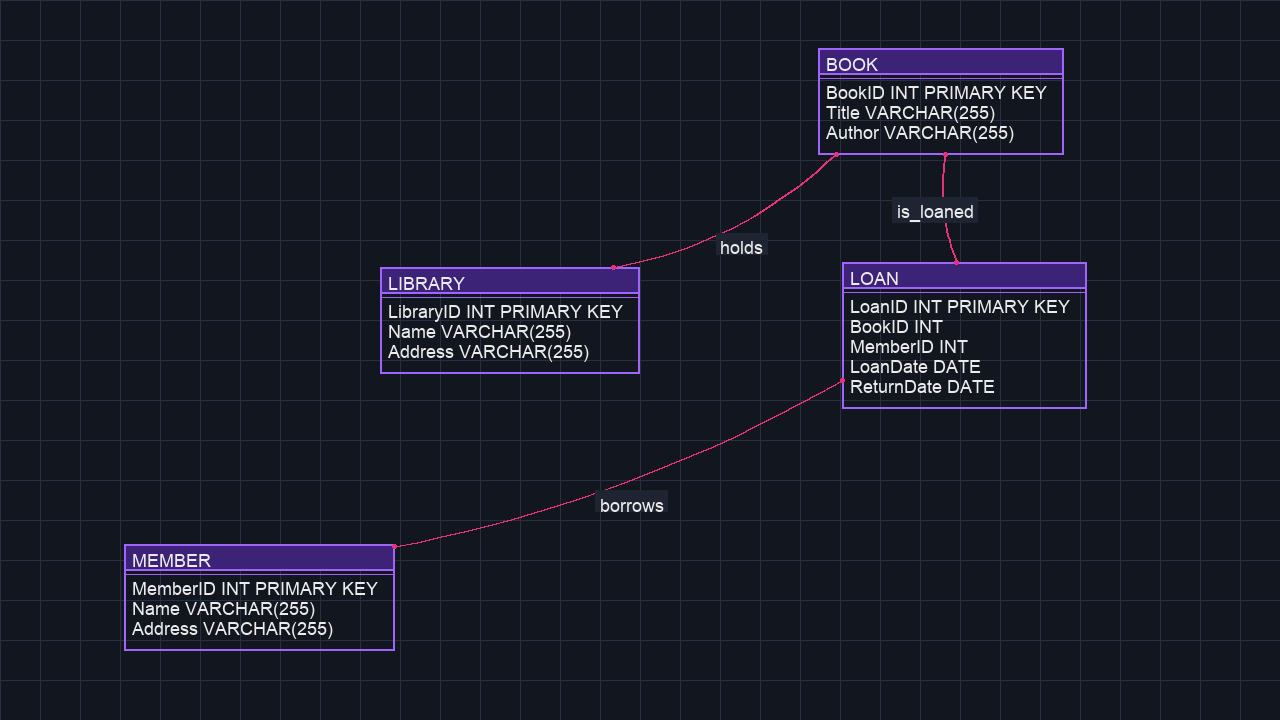 BOOK
BookID INT PRIMARY KEY
Title VARCHAR(255)
Author VARCHAR(255)
is_loaned
holds
LIBRARY
LibraryID INT PRIMARY KEY
Name VARCHAR(255)
Address VARCHAR(255)
LOAN
LoanID INT PRIMARY KEY
BookID INT
MemberID INT
LoanDate DATE
ReturnDate DATE
borrows
MEMBER
MemberID INT PRIMARY KEY
Name VARCHAR(255)
Address VARCHAR(255)